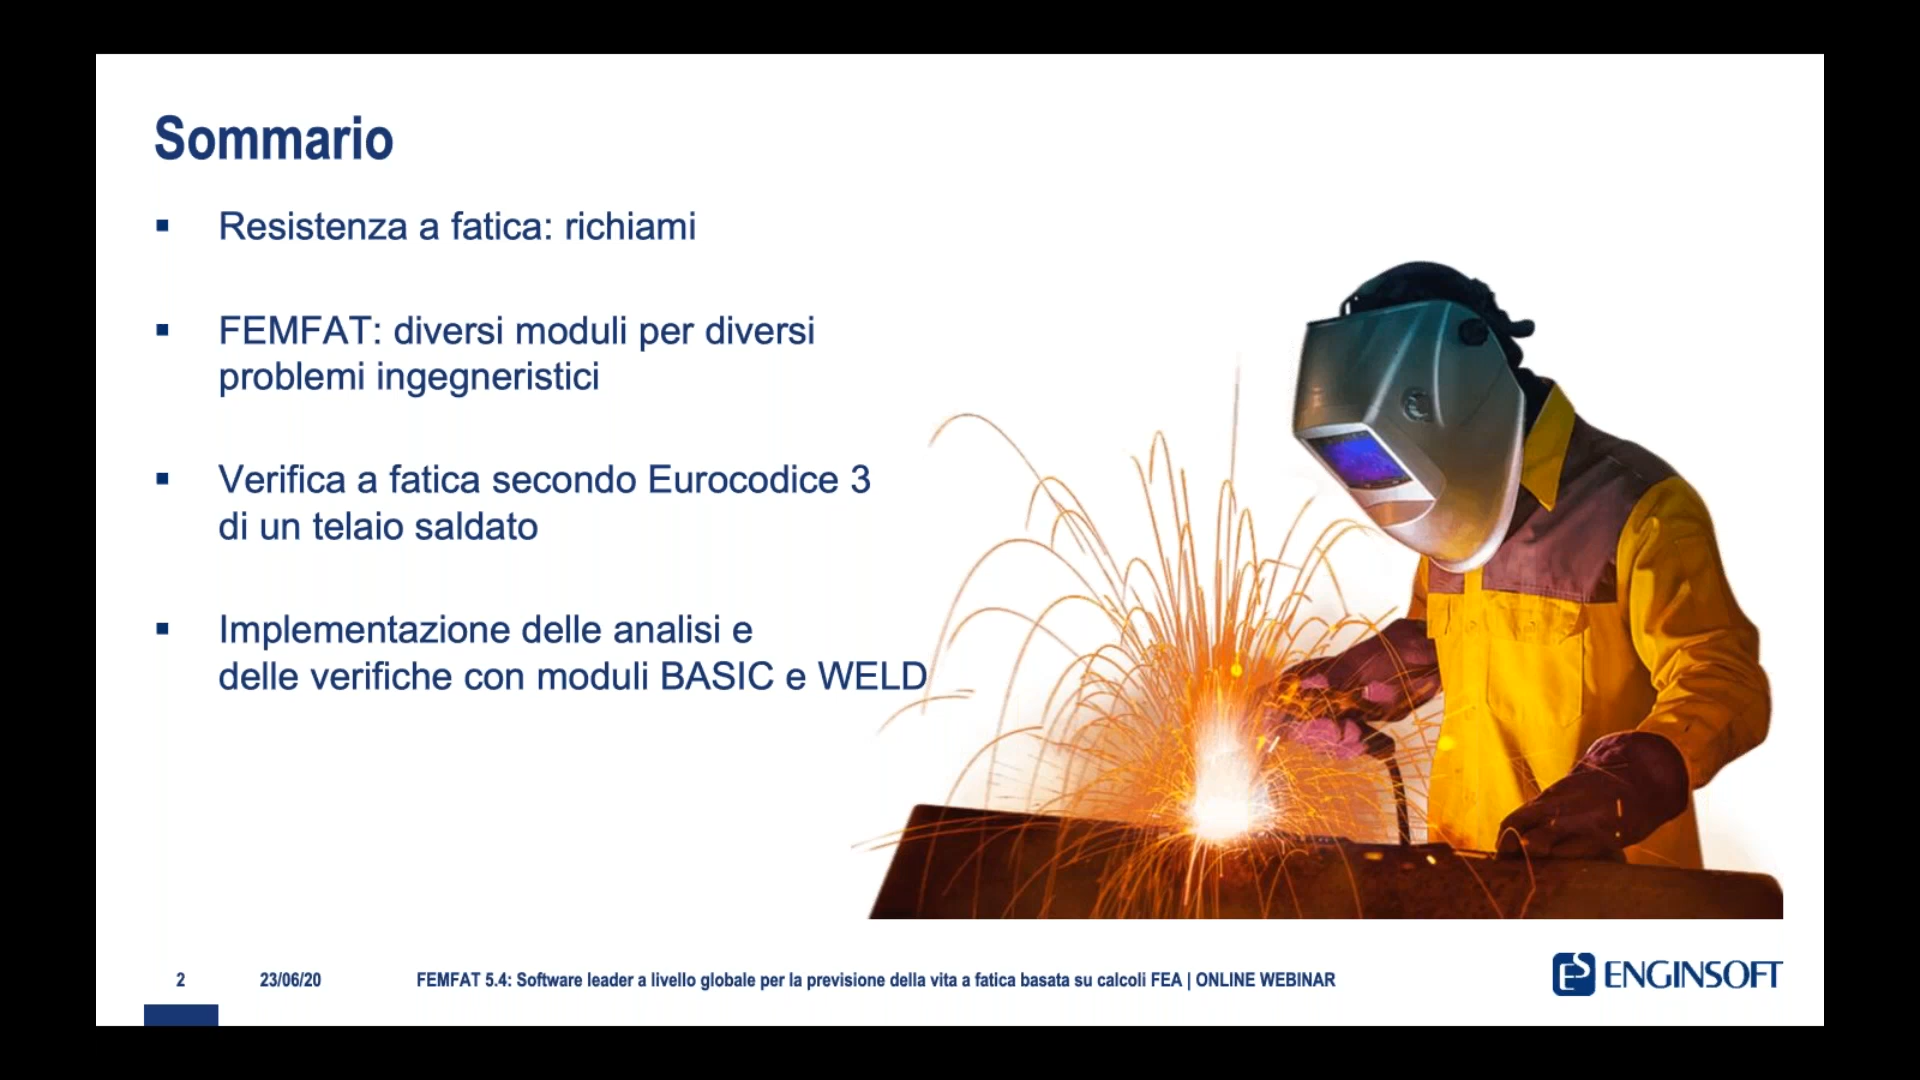 Sommario
▪ Resistenza a fatica: richiami
▪ FEMFAT: diversi moduli per diversi
problemi ingegneristici
▪ Verifica a fatica secondo Eurocodice 3
di un telaio saldato
▪ Implementazione delle analisi e
delle verifiche con moduli BASIC e WELD
2 23/06/20 FEMFAT 5.4: Software leader a livello globale per la previsione della vita a fatica basata su calcoli FEA | ONLINE WEBINAR
ES ENGINSOFT